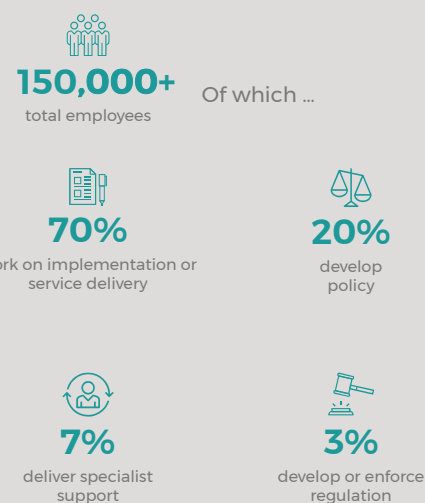 150,000+
total employees
Of which ...
70%
on implementation or
service delivery
20%
develop
policy
7%
deliver specialist
support
3%
develop or enforce
regulation